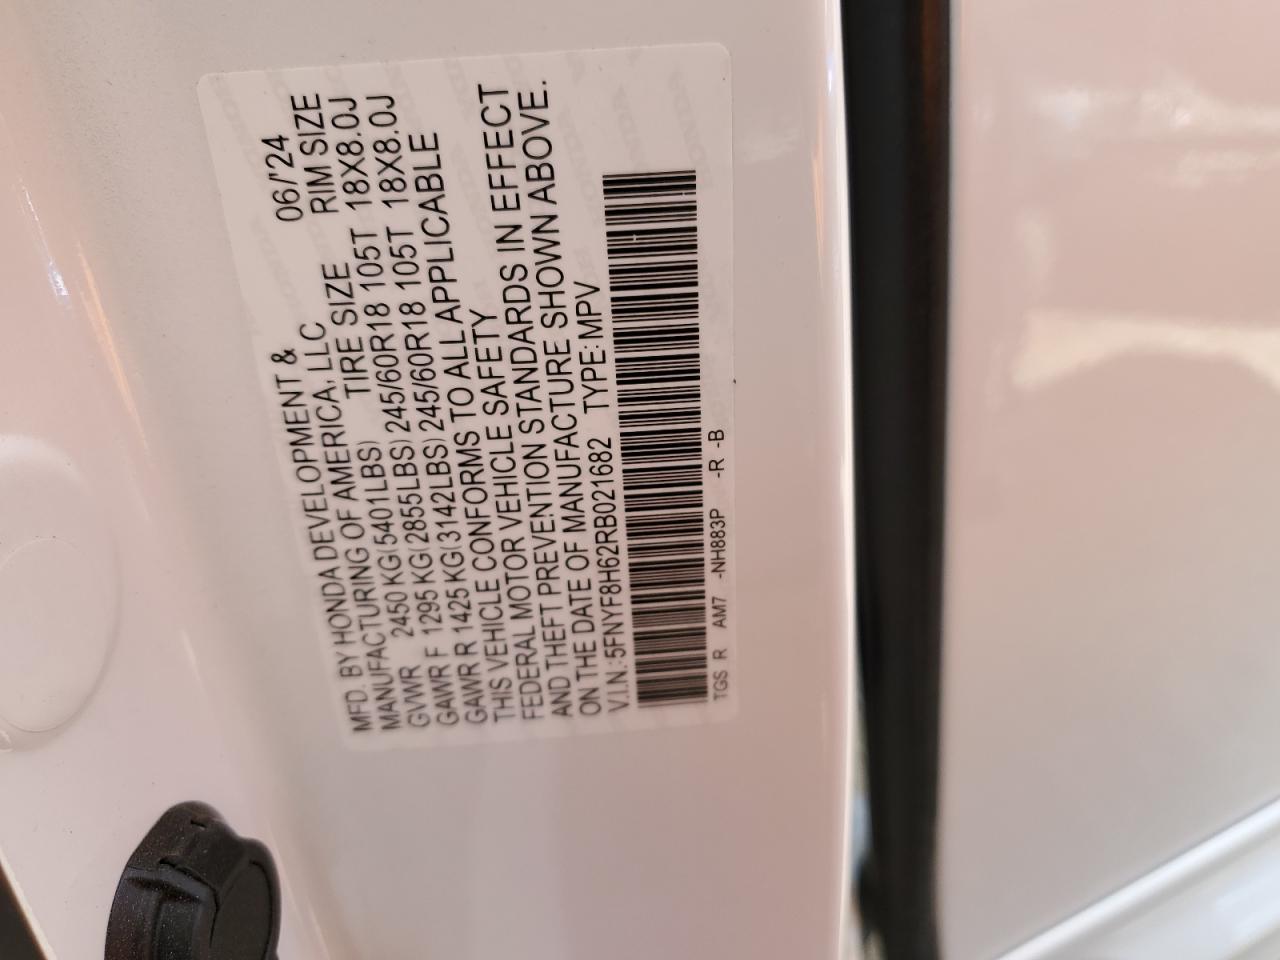 MFD. BY HONDA DEVELOPMENT &
MANUFACTURING OF AMERICA, LLC 06/'24
GVWR 2450 KG(5401LBS) TIRE SIZE RIM SIZE
GAWR F 1295 KG(2855LBS) 245/60R18 105T 18X8.0J
GAWR R 1425 KG(3142LBS) 245/60R18 105T 18X8.0J
THIS VEHICLE CONFORMS TO ALL APPLICABLE
FEDERAL MOTOR VEHICLE SAFETY
AND THEFT PREVENTION STANDARDS IN EFFECT
ON THE DATE OF MANUFACTURE SHOWN ABOVE.
V.I.N.:5FNYF8H62RB021682 TYPE:MPV
TGS R AM7 -NH883P -R -B